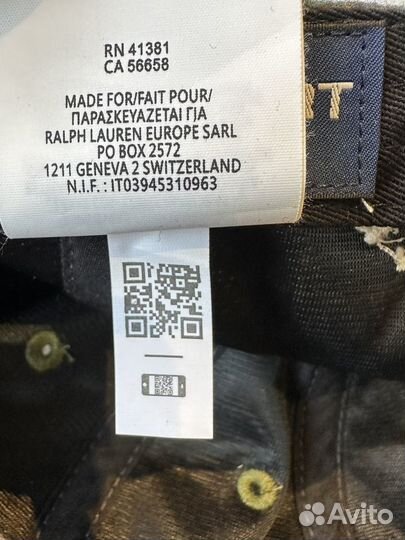 RN 41381
CA 56658
MADE FOR/FAIT POUR/
ΠΑΡΑΣΚΕΥΑΖΕΤΑΙ ΓΙΑ
RALPH LAUREN EUROPE SARL
PO BOX 2572
1211 GENEVA 2 SWITZERLAND
N.I.F. : IT03945310963
RT
Avito